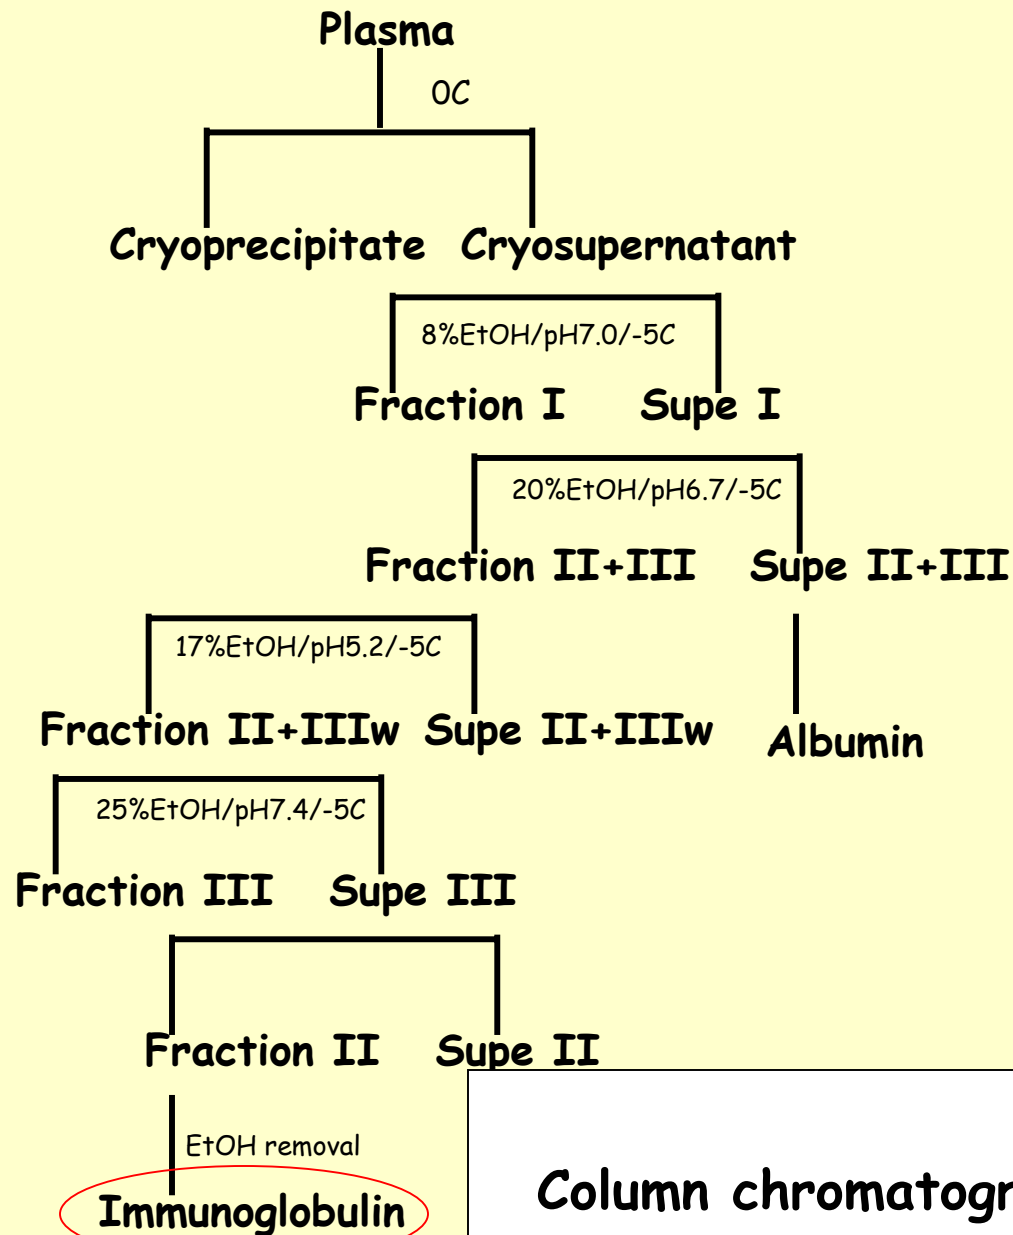 Plasma
0C
Cryoprecipitate Cryosupernatant
8%EtOH/pH7.0/-5C
Fraction I Supe I
20%EtOH/pH6.7/-5C
Fraction II+III Supe II+III
17%EtOH/pH5.2/-5C
Fraction II+IIIw Supe II+IIIw Albumin
25%EtOH/pH7.4/-5C
Fraction III Supe III
Fraction II Supe II
EtOH removal
Column chromatogr
Immunoglobulin